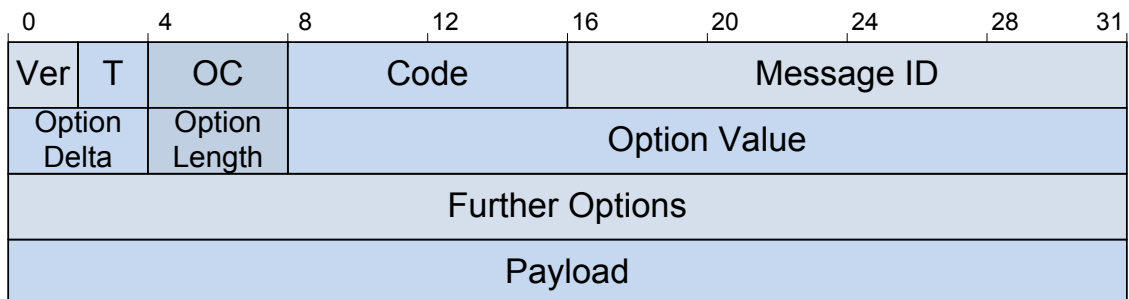 0 4 8 12 16 20 24 28 31
Ver T OC Code Message ID
Option Delta Option Length Option Value
Further Options
Payload